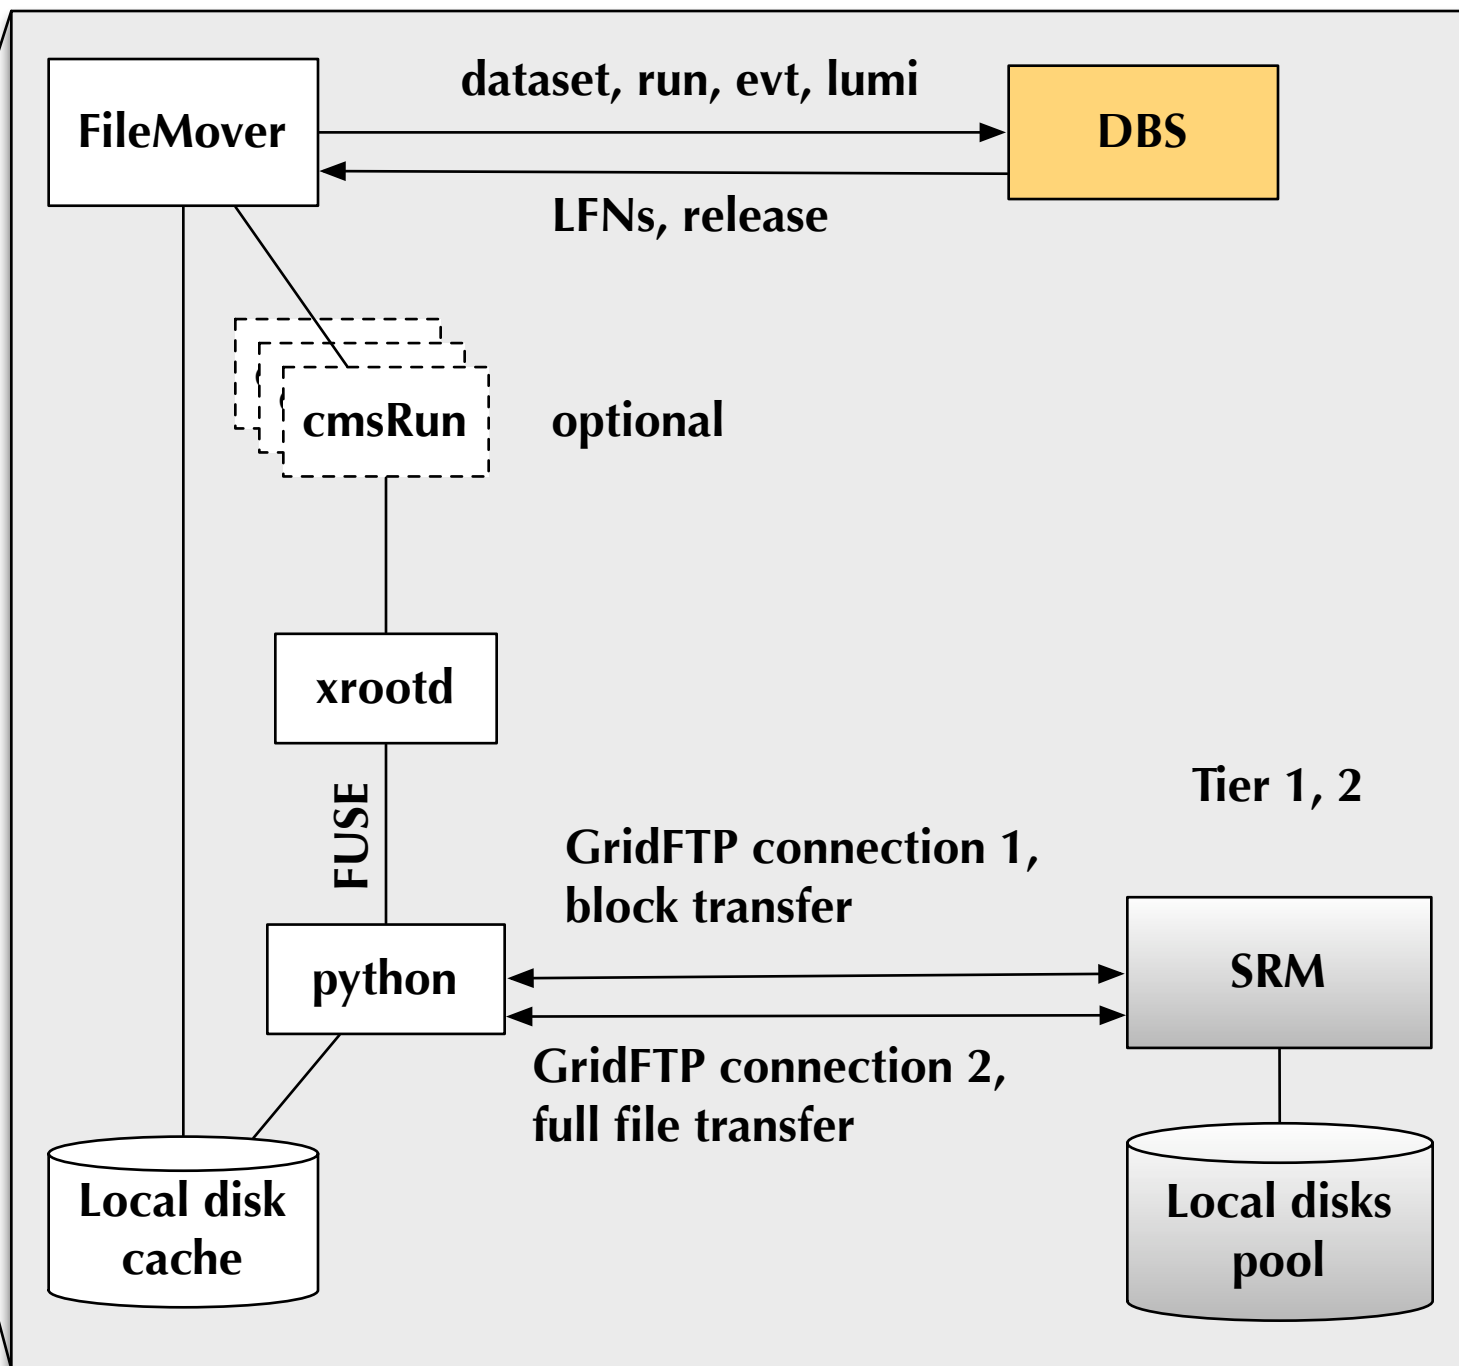 dataset, run, evt, lumi
FileMover
DBS
LFNs, release
cmsRun
optional
xrootd
FUSE
Tier 1, 2
GridFTP connection 1,
block transfer
python
SRM
GridFTP connection 2,
full file transfer
Local disk
cache
Local disks
pool